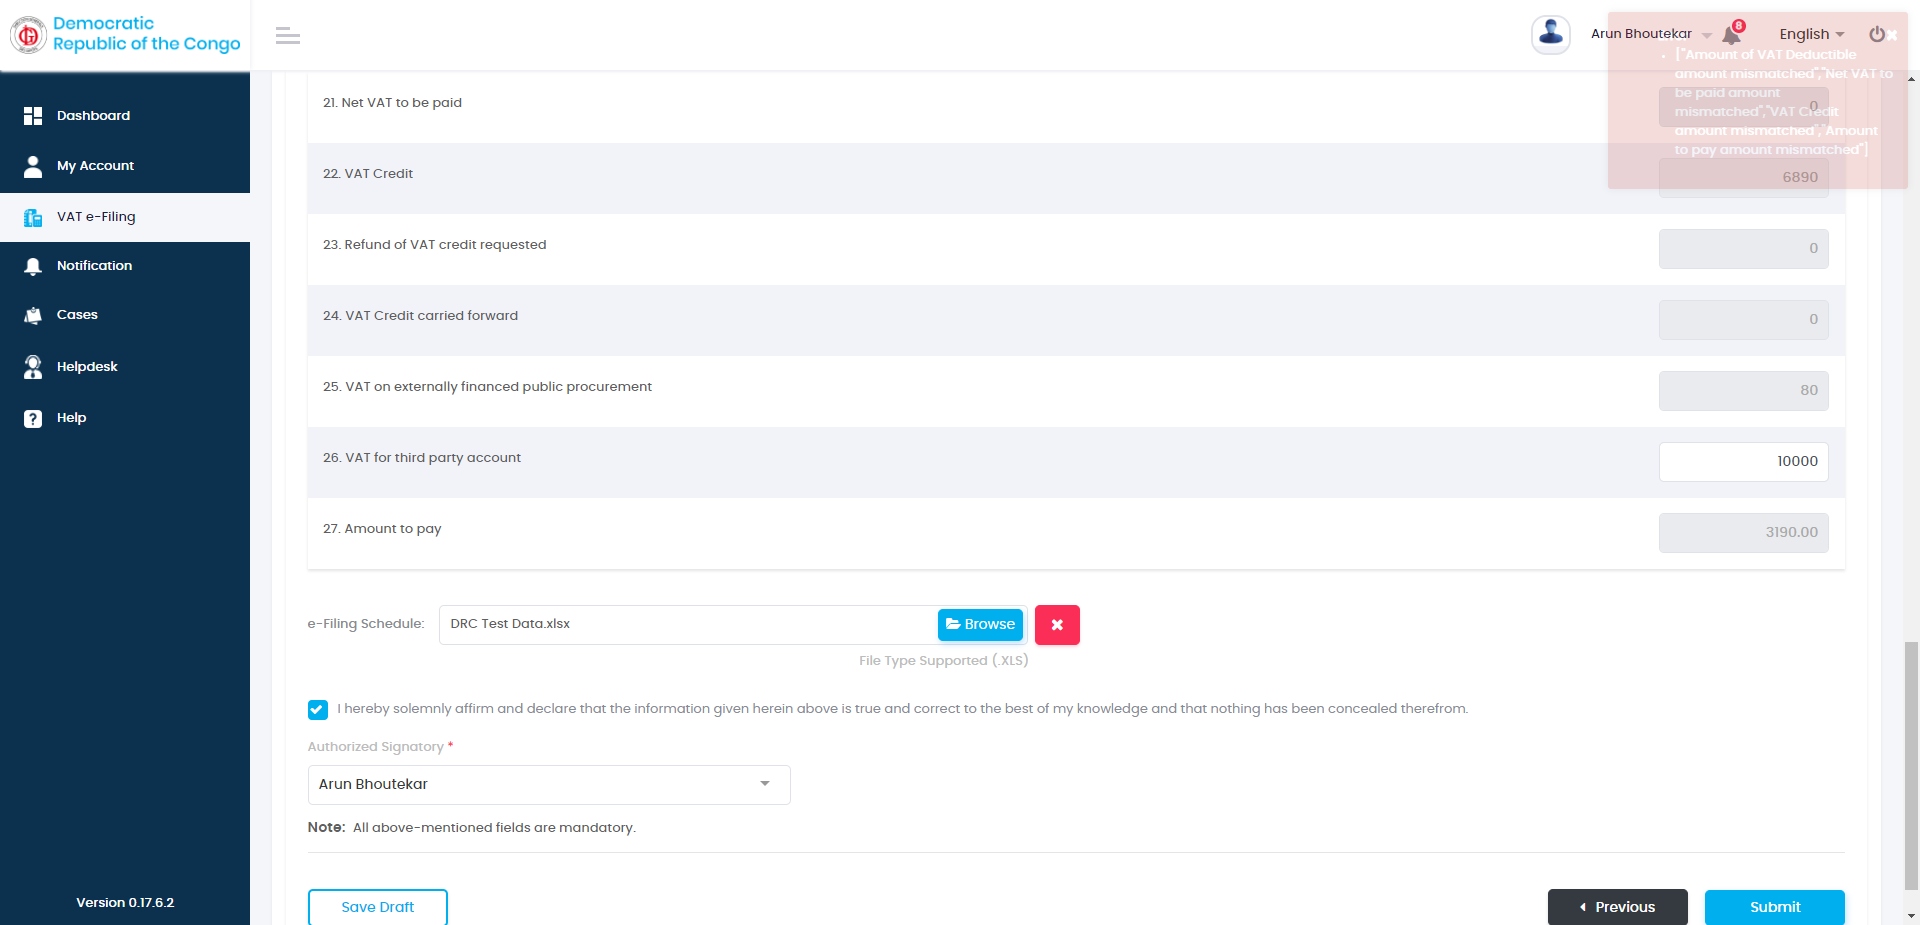 Democratic
Republic of the Congo
Arun Bhoutekar
8
English
["Amount of VAT Deductible
amount mismatched","Net VAT to
be paid amount
mismatched","VAT Credit
amount mismatched","Amount
to pay amount mismatched"]
Dashboard
My Account
VAT e-Filing
Notification
Cases
Helpdesk
Help
Version 0.17.6.2
21. Net VAT to be paid
0
22. VAT Credit
6890
23. Refund of VAT credit requested
0
24. VAT Credit carried forward
0
25. VAT on externally financed public procurement
80
26. VAT for third party account
10000
27. Amount to pay
3190.00
e-Filing Schedule:
DRC Test Data.xlsx
Browse
File Type Supported (.XLS)
I hereby solemnly affirm and declare that the information given herein above is true and correct to the best of my knowledge and that nothing has been concealed therefrom.
Authorized Signatory *
Arun Bhoutekar
Note: All above-mentioned fields are mandatory.
Save Draft
Previous
Submit